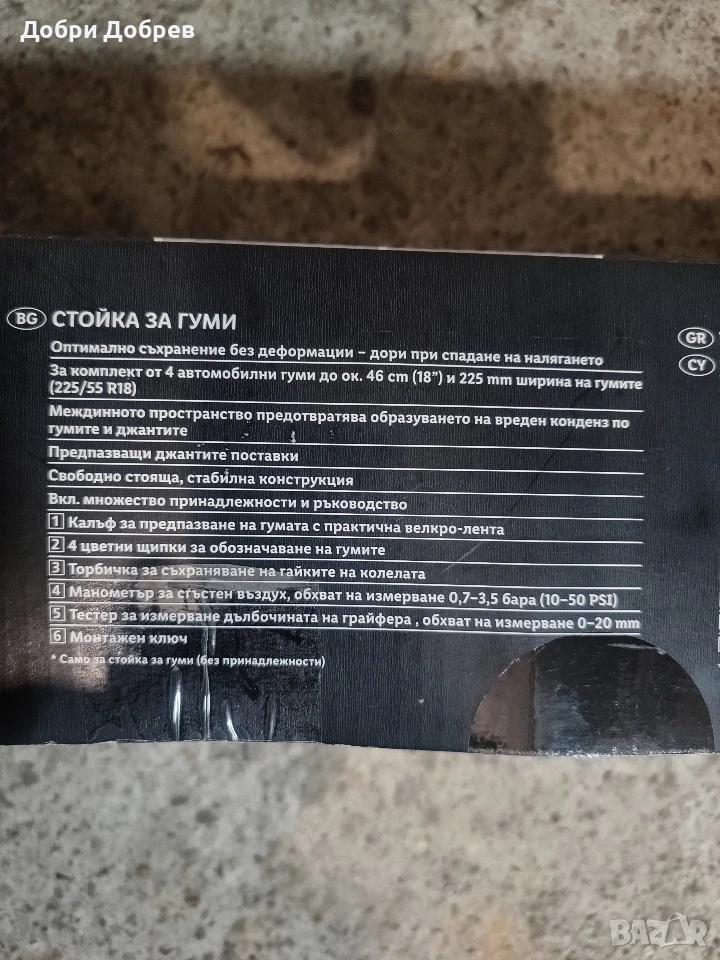 Добри Добрев
BG СТОЙКА ЗА ГУМИ
Оптимално съхранение без деформации – дори при спадане на налягането
За комплект от 4 автомобилни гуми до ок. 46 cm (18”) и 225 mm ширина на гумите
(225/55 R18)
Междинното пространство предотвратява образуването на вреден конденз по
гумите и джантите
Предпазващи джантите поставки
Свободно стояща, стабилна конструкция
Вкл. множество принадлежности и ръководство
1 Калъф за предпазване на гумата с практична велкро-лента
2 4 цветни щипки за обозначаване на гумите
3 Торбичка за съхраняване на гайките на колелата
4 Манометър за сгъстен въздух, обхват на измерване 0,7–3,5 бара (10–50 PSI)
5 Тестер за измерване дълбочината на грайфера , обхват на измерване 0–20 mm
6 Монтажен ключ
* Само за стойка за гуми (без принадлежности)
GR
CY
BAZAR